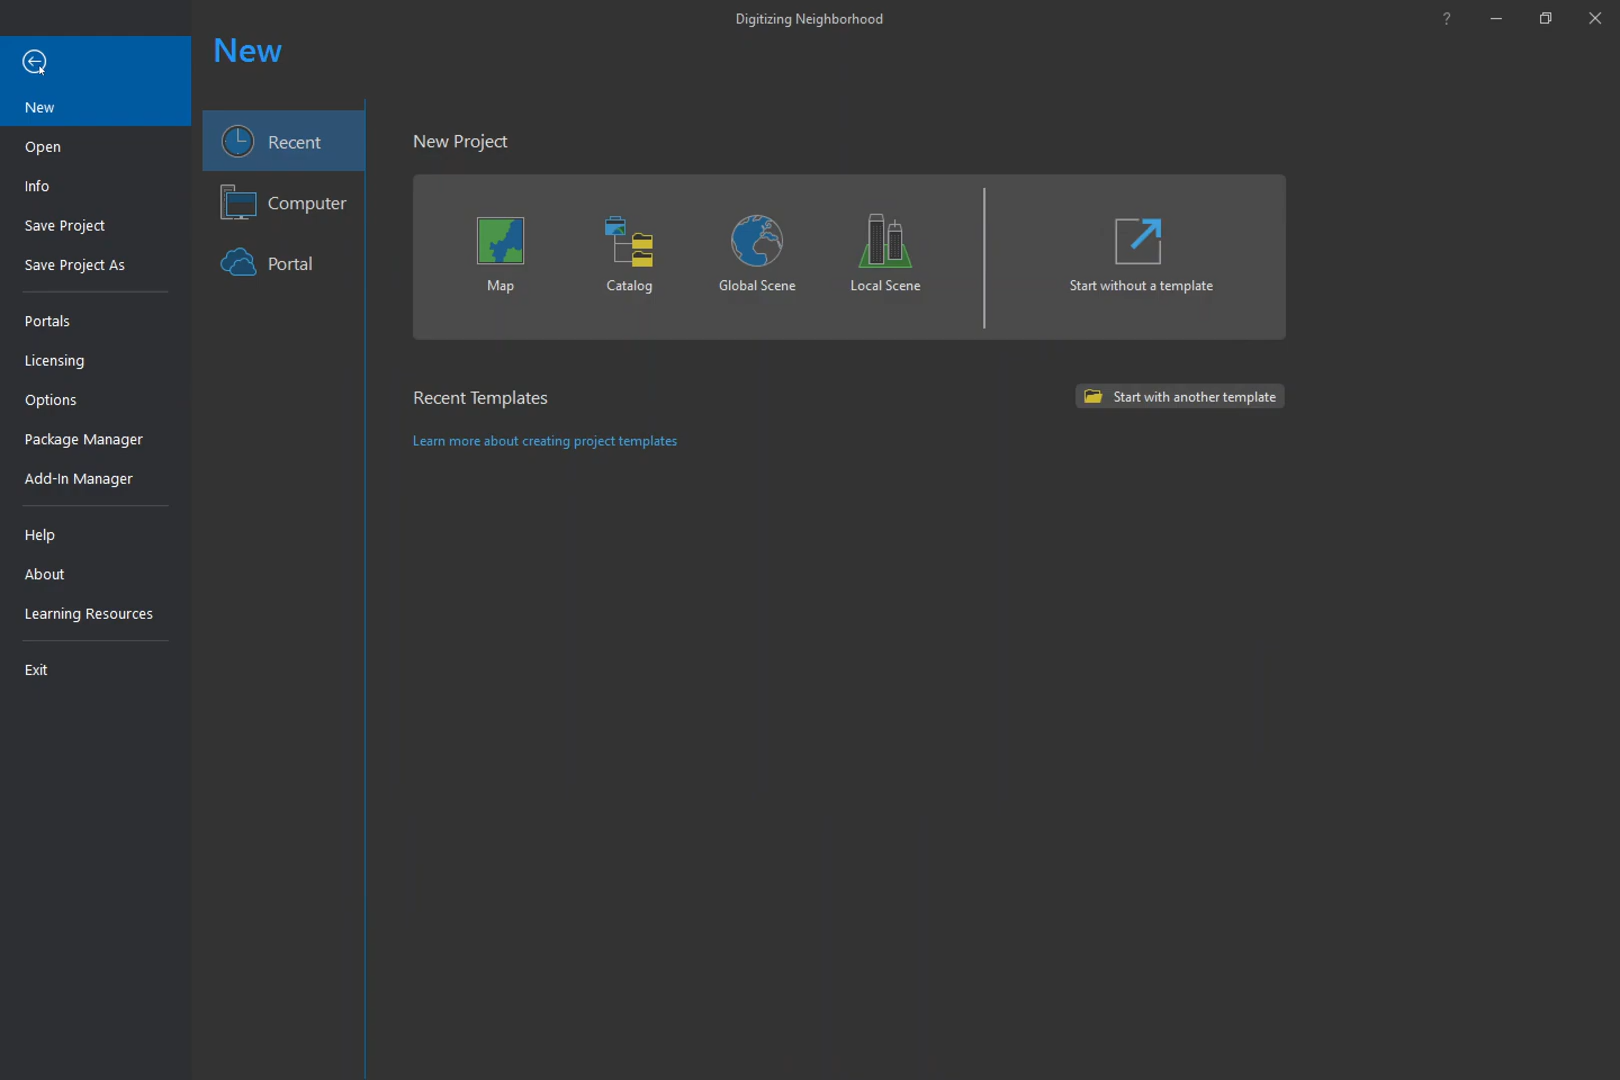 Digitizing Neighborhood
?
New
New
Open
Info
Save Project
Save Project As
Portals
Licensing
Options
Package Manager
Add-In Manager
Help
About
Learning Resources
Exit
Recent
Computer
Portal
New Project
Map
Catalog
Global Scene
Local Scene
Start without a template
Recent Templates
Start with another template
Learn more about creating project templates